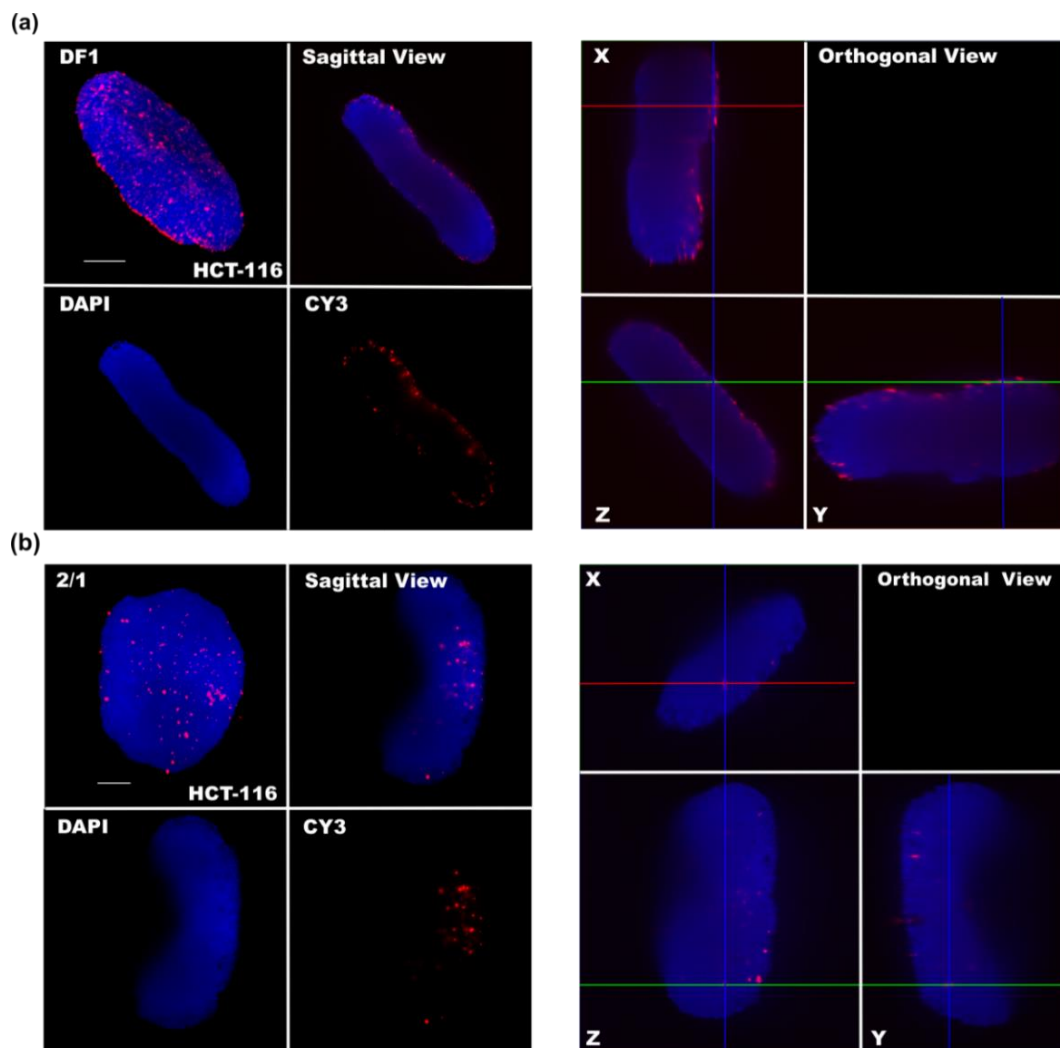 (a)
DF1
Sagittal View
HCT-116
DAPI
CY3
X
Orthogonal View
Z
Y
(b)
2/1
Sagittal View
HCT-116
DAPI
CY3
X
Orthogonal View
Z
Y